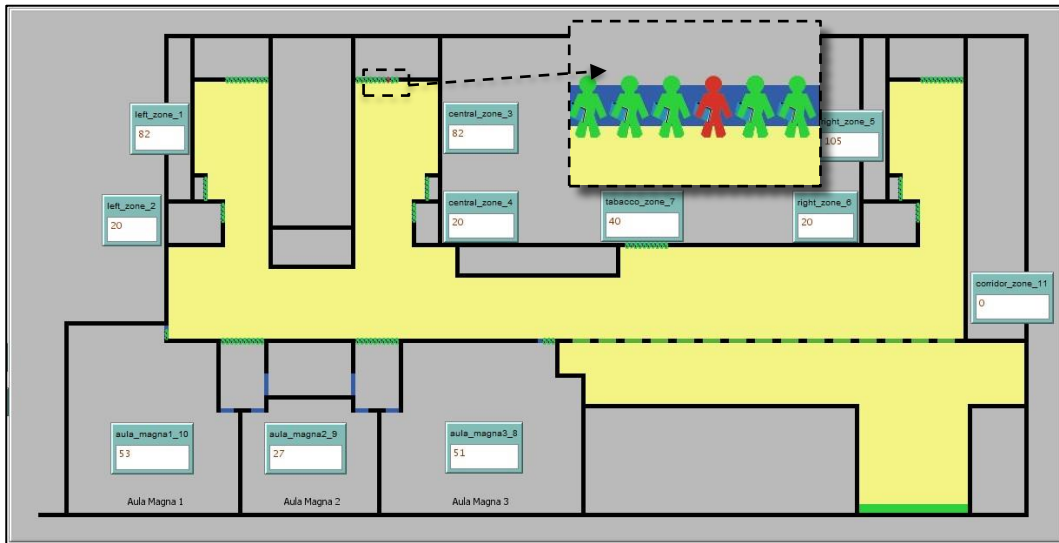 left_zone_1
82
central_zone_3
82
right_zone_5
105
left_zone_2
20
central_zone_4
20
tabacco_zone_7
40
right_zone_6
20
corridor_zone_11
0
aula_magna1_10
53
aula_magna2_9
27
aula_magna3_8
51
Aula Magna 1
Aula Magna 2
Aula Magna 3